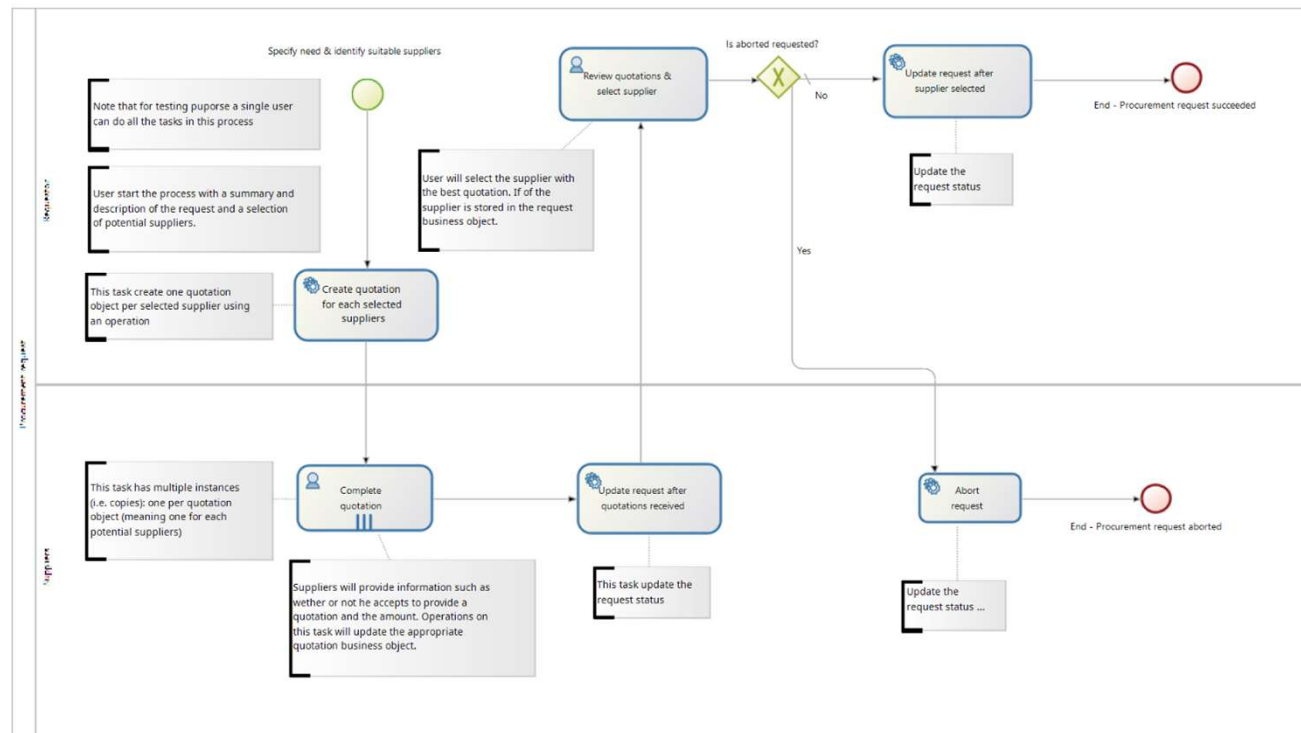 Specify need & identify suitable suppliers
Note that for testing puporse a single user
can do all the tasks in this process
User start the process with a summary and
description of the request and a selection
of potential suppliers.
This task create one quotation
object per selected supplier using
an operation
Create quotation
for each selected
suppliers
User will select the supplier with
the best quotation. If of the
supplier is stored in the request
business object.
Review quotations &
select supplier
Is aborted requested?
No
Yes
Update request after
supplier selected
Update the
request status
End - Procurement request succeeded
Procurement request
This task has multiple instances
(i.e. copies): one per quotation
object (meaning one for each
potential suppliers)
Complete
quotation
Suppliers will provide information such as
wether or not he accepts to provide a
quotation and the amount. Operations on
this task will update the appropriate
quotation business object.
Update request after
quotations received
This task update the
request status
Abort
request
Update the
request status ...
End - Procurement request aborted